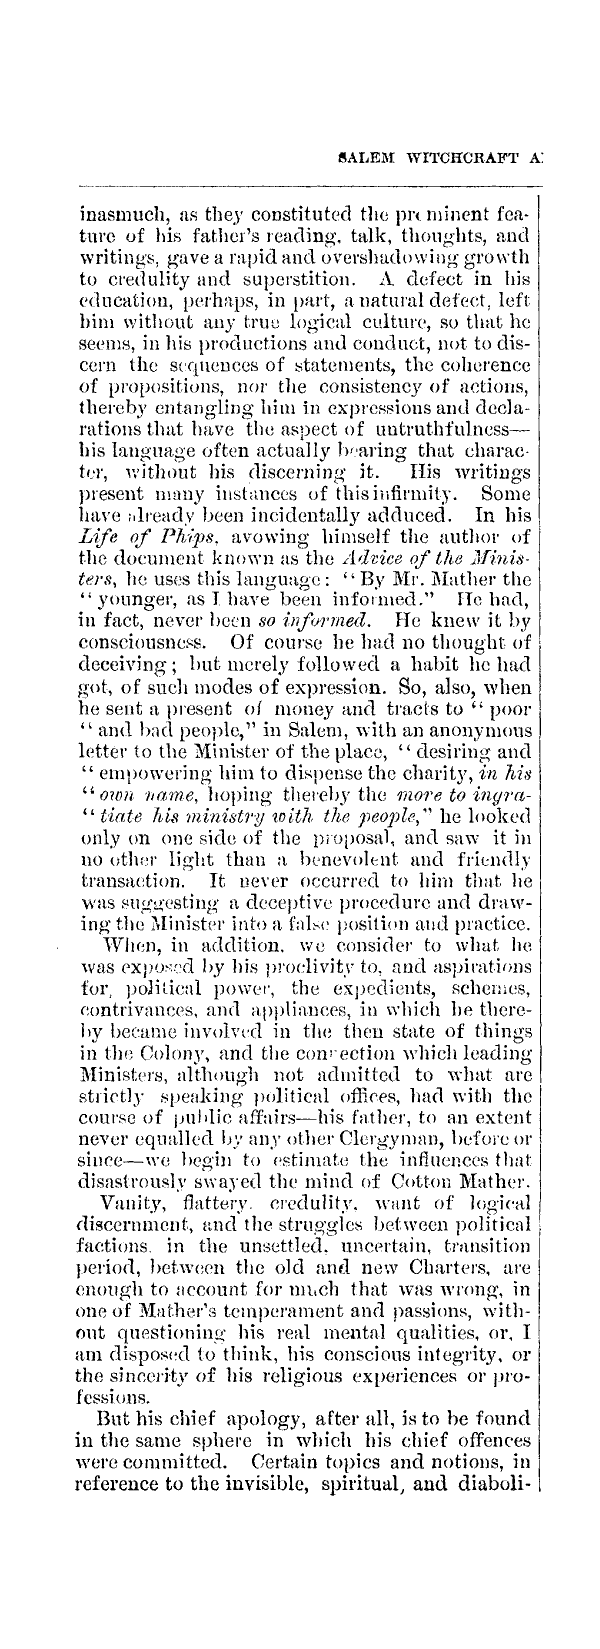 SALEM WITCHCRAFT A
inasmuch, as they constituted the preminent fea-
ture of his father's reading, talk, thoughts, and
writings, gave a rapid and overshadowing growth
to credulity and superstition. A defect in his
education, perhaps, in part, a natural defect, left
him without any true logical culture, so that he
seems, in his productions and conduct, not to dis-
cern the sequences of statements, the coherence
of propositions, nor the consistency of actions,
thereby entangling him in expressions and decla-
rations that have the aspect of untruthfulness—
his language often actually bearing that charac-
ter, without his discerning it. His writings
present many instances of this infirmity. Some
have already been incidentally adduced. In his
Life of Phips, avowing himself the author of
the document known as the Advice of the Minis-
ters, he uses this language: "By Mr. Mather the
"younger, as I have been informed." He had,
in fact, never been so informed. He knew it by
consciousness. Of course he had no thought of
deceiving; but merely followed a habit he had
got, of such modes of expression. So, also, when
he sent a present of money and tracts to "poor
"and bad people," in Salem, with an anonymous
letter to the Minister of the place, "desiring and
"empowering him to dispense the charity, in his
"own name, hoping thereby the more to ingra-
"tiate his ministry with the people," he looked
only on one side of the proposal, and saw it in
no other light than a benevolent and friendly
transaction. It never occurred to him that he
was suggesting a deceptive procedure and draw-
ing the Minister into a false position and practice.
When, in addition, we consider to what he
was exposed by his proclivity to, and aspirations
for, political power, the expedients, schemes,
contrivances, and appliances, in which he there-
by became involved in the then state of things
in the Colony, and the connection which leading
Ministers, although not admitted to what are
strictly speaking political offices, had with the
course of public affairs—his father, to an extent
never equalled by any other Clergyman, before or
since—we begin to estimate the influences that
disastrously swayed the mind of Cotton Mather.
Vanity, flattery, credulity, want of logical
discernment, and the struggles between political
factions, in the unsettled, uncertain, transition
period, between the old and new Charters, are
enough to account for much that was wrong, in
one of Mather's temperament and passions, with-
out questioning his real mental qualities, or, I
am disposed to think, his conscious integrity, or
the sincerity of his religious experiences or pro-
fessions.
But his chief apology, after all, is to be found
in the same sphere in which his chief offences
were committed. Certain topics and notions, in
reference to the invisible, spiritual, and diaboli-